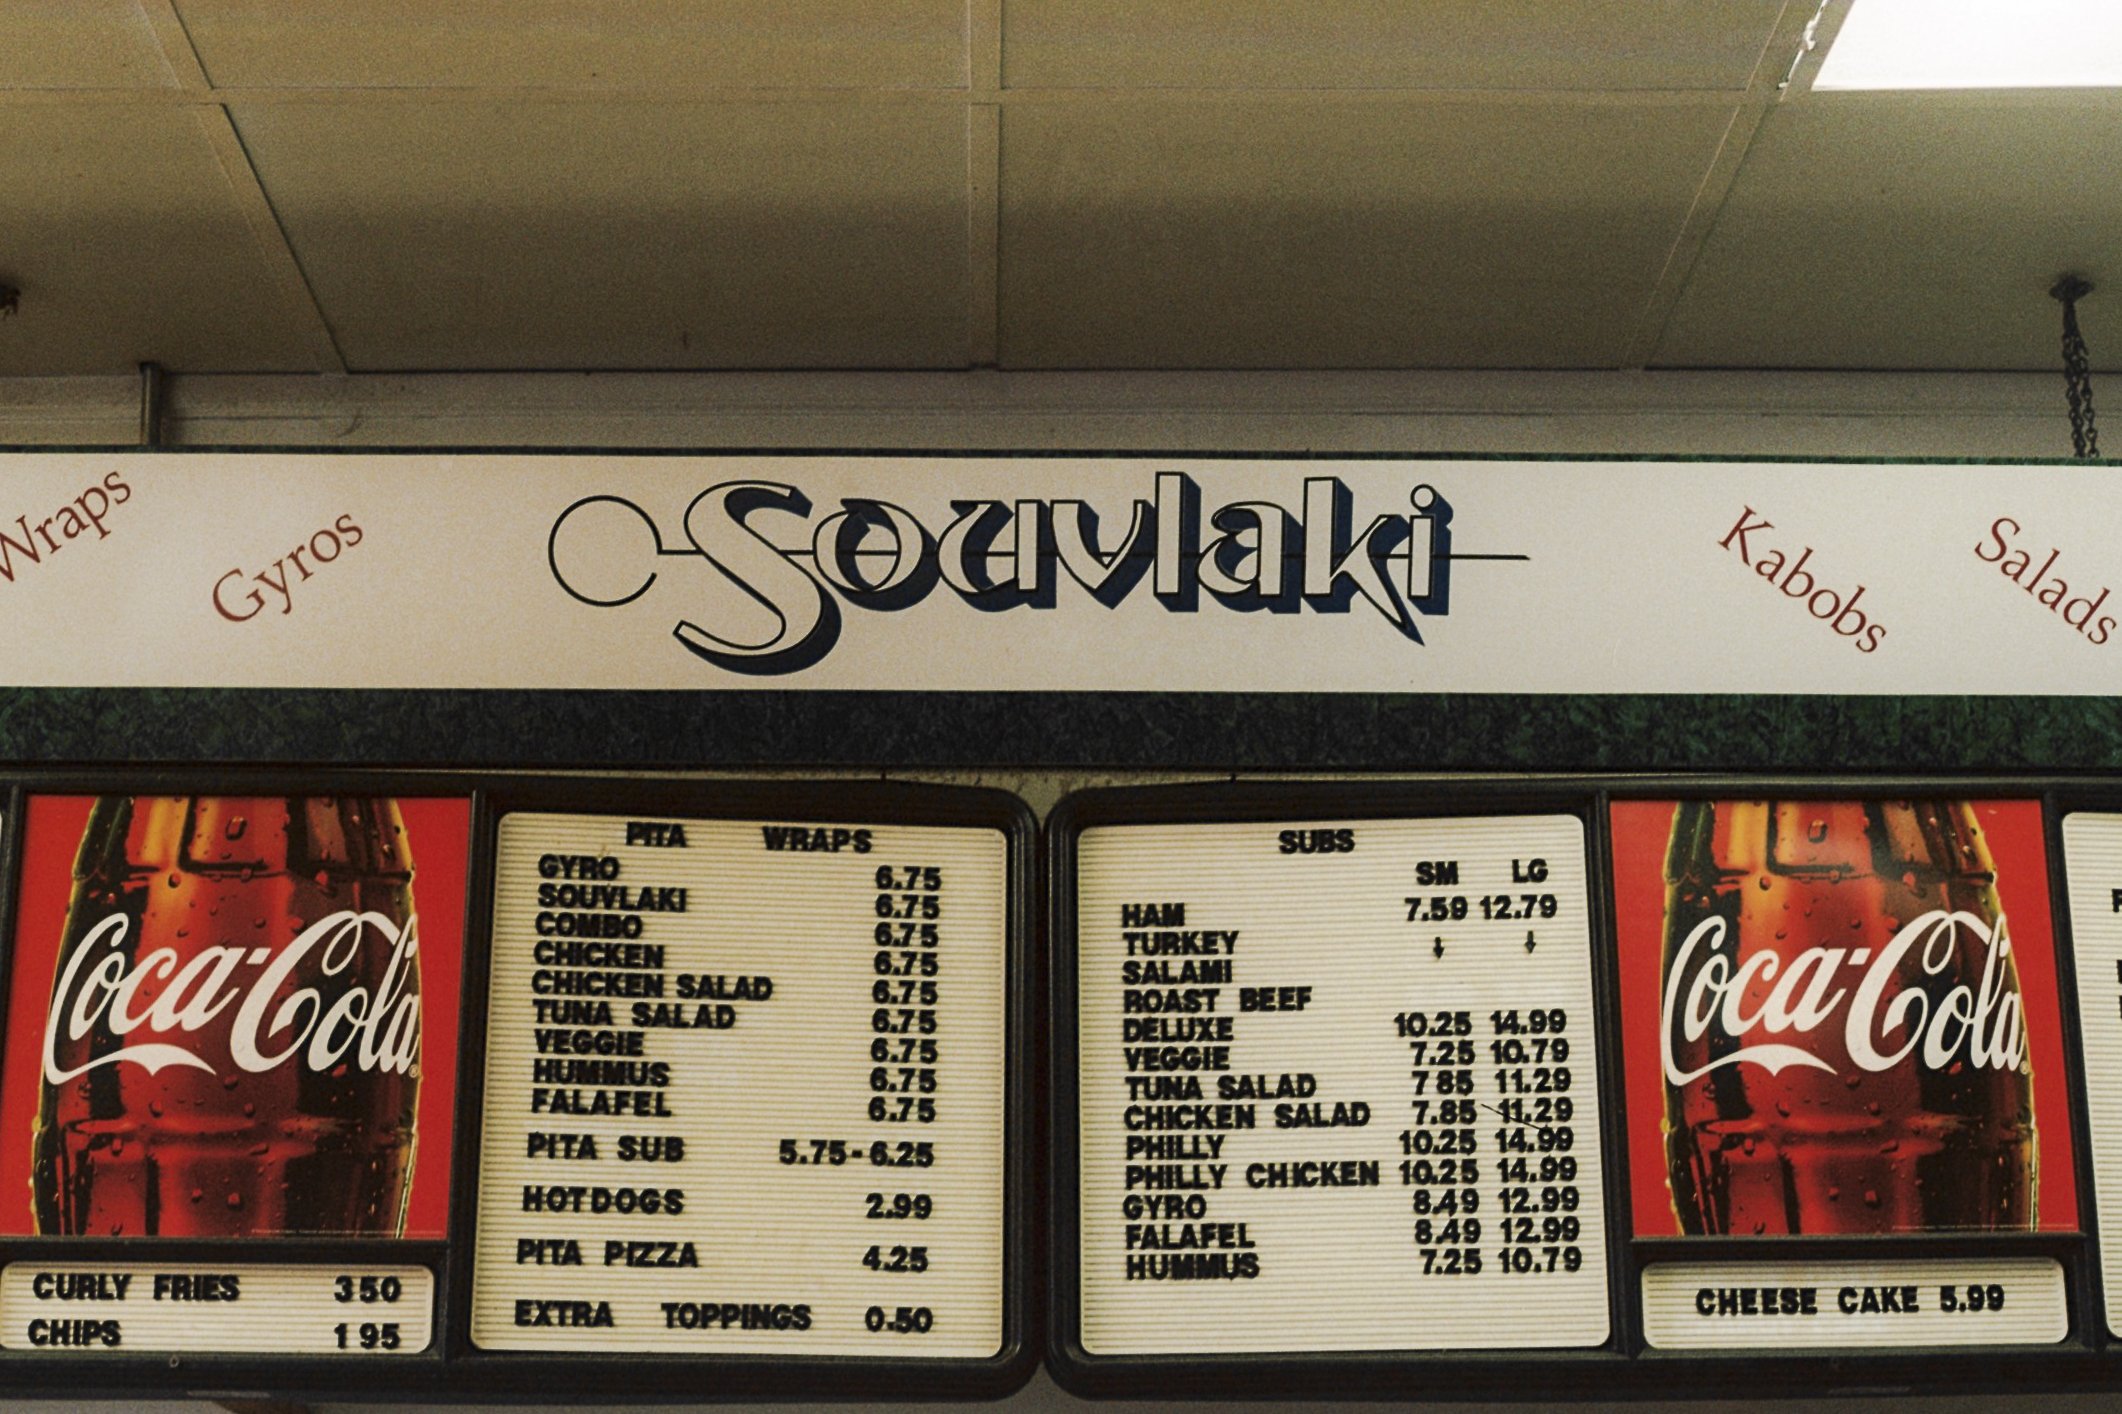 Wraps
Gyros
Souvlaki
Kabobs
Salads
Coca-Cola
CURLY FRIES 3 50
CHIPS 1 95
PITA WRAPS
GYRO 6.75
SOUVLAKI 6.75
COMBO 6.75
CHICKEN 6.75
CHICKEN SALAD 6.75
TUNA SALAD 6.75
VEGGIE 6.75
HUMMUS 6.75
FALAFEL 6.75
PITA SUB 5.75-6.25
HOTDOGS 2.99
PITA PIZZA 4.25
EXTRA TOPPINGS 0.50
SUBS
SM LG
HAM 7.59 12.79
TURKEY ↓ ↓
SALAMI
ROAST BEEF
DELUXE 10.25 14.99
VEGGIE 7.25 10.79
TUNA SALAD 7 85 11.29
CHICKEN SALAD 7.85 11.29
PHILLY 10.25 14.99
PHILLY CHICKEN 10.25 14.99
GYRO 8.49 12.99
FALAFEL 8.49 12.99
HUMMUS 7.25 10.79
Coca-Cola
CHEESE CAKE 5.99